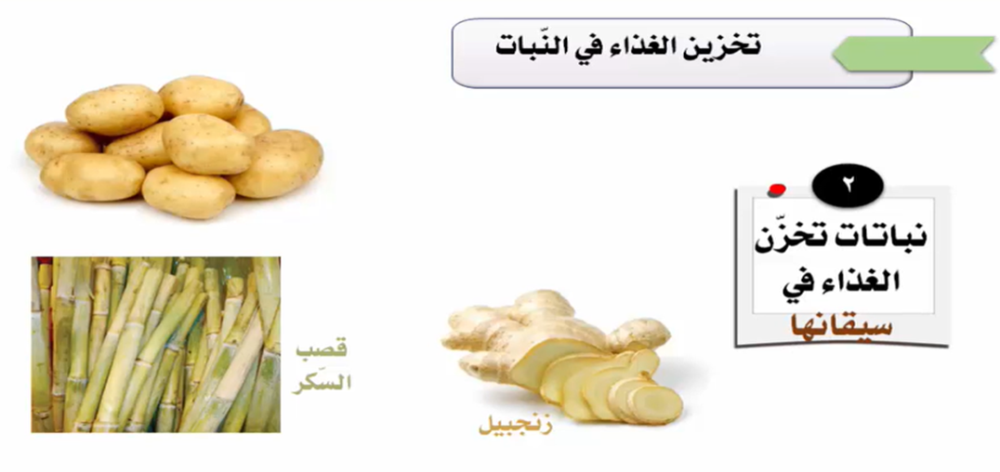 تخزين الغذاء في النّبات
٢
نباتات تخزّن
الغذاء في
سيقانها
قصب
السّكر
زنجبيل